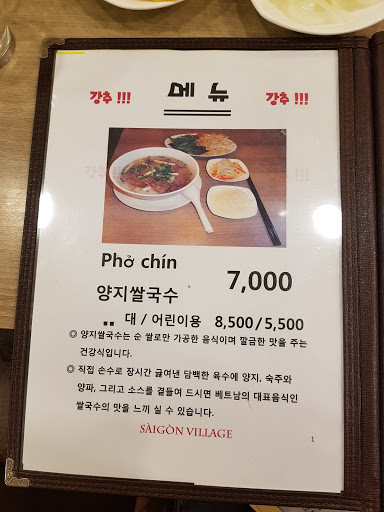 강추 !!! 메 뉴 강추 !!!
Phở chín
7,000
양지쌀국수
대 / 어린이용 8,500/5,500
◎ 양지쌀국수는 순 쌀로만 가공한 음식이며 깔끔한 맛을 주는
건강식입니다.
◎ 직접 손수로 장시간 긇여낸 담백한 육수에 양지, 숙주와
양파, 그리고 소스를 곁들여 드시면 베트남의 대표음식인
쌀국수의 맛을 느끼 실 수 있습니다.
SÀIGÒN VILLAGE
1